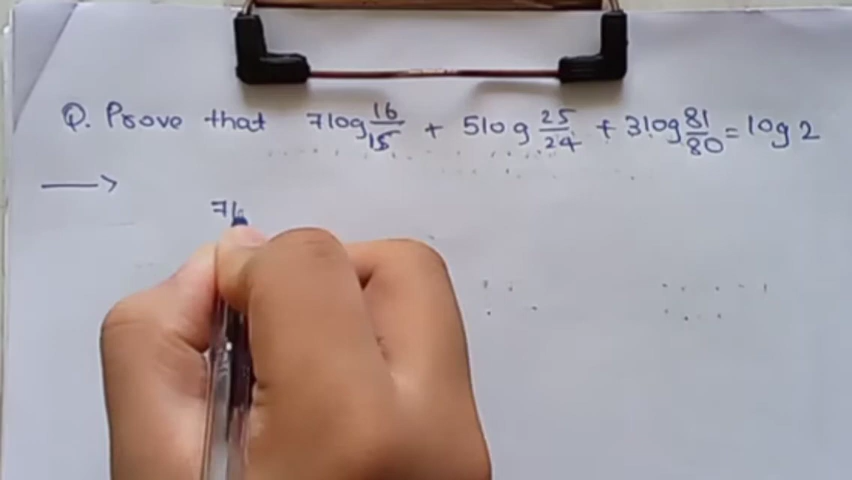 Q. Prove that 7log 16/15 + 5log 25/24 + 3log 81/80 = log 2
→
7l